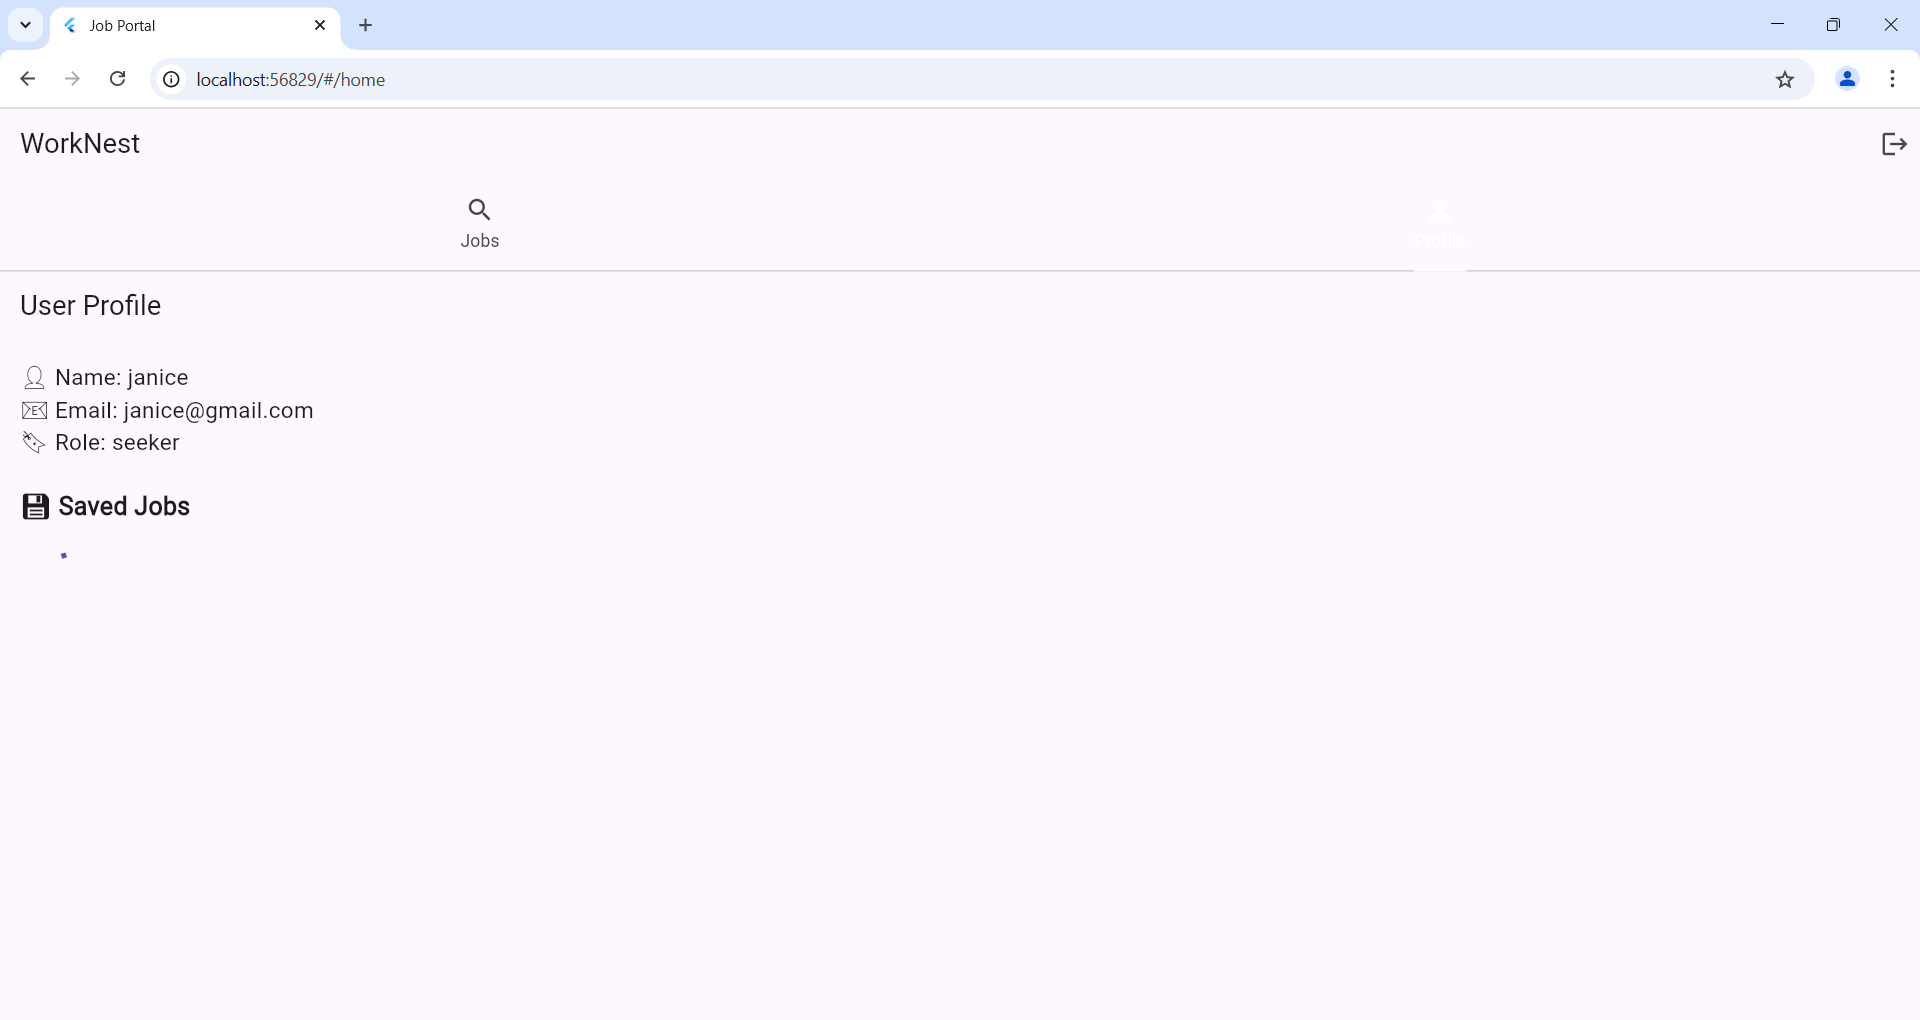 Job Portal
localhost:56829/#/home
WorkNest
Jobs
Profile
User Profile
Name: janice
Email: janice@gmail.com
Role: seeker
Saved Jobs